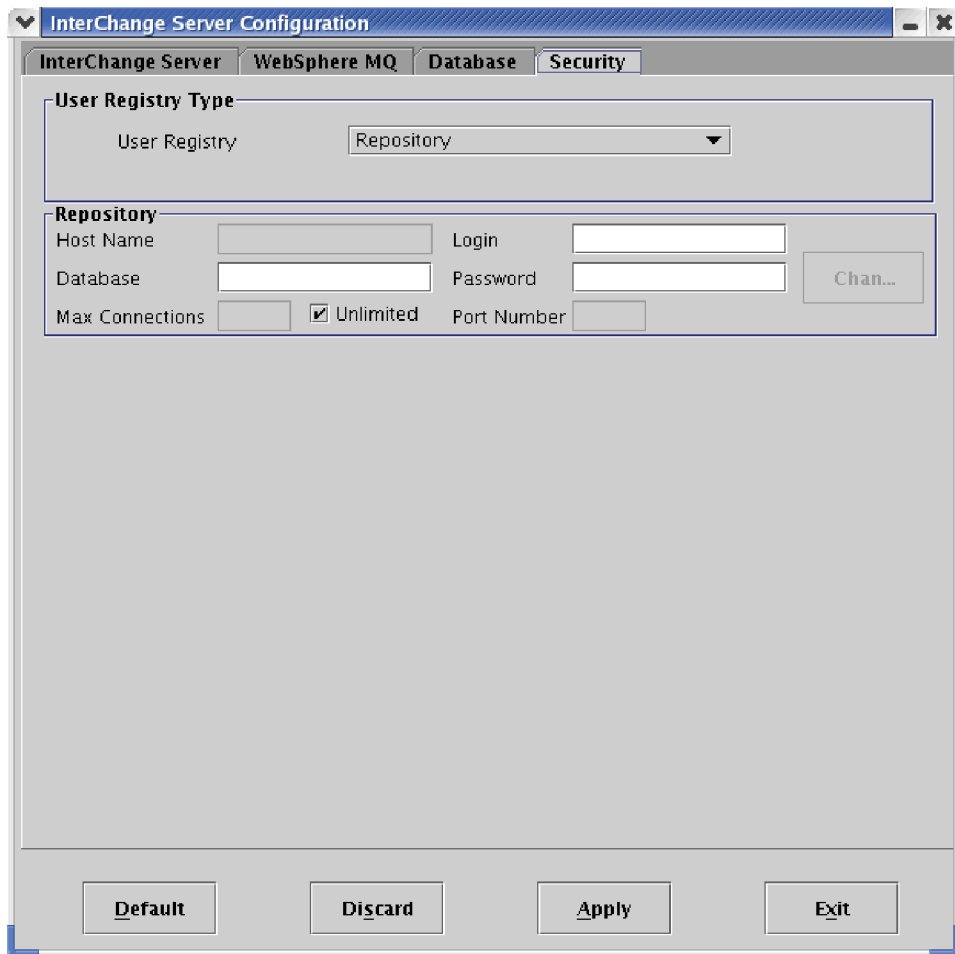 InterChange Server Configuration
InterChange Server WebSphere MQ Database Security
User Registry Type
User Registry Repository
Repository
Host Name Login
Database Password Chan...
Max Connections Unlimited Port Number
Default Discard Apply Exit